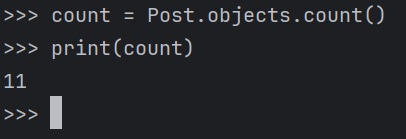 >>> count = Post.objects.count()
>>> print(count)
11
>>>